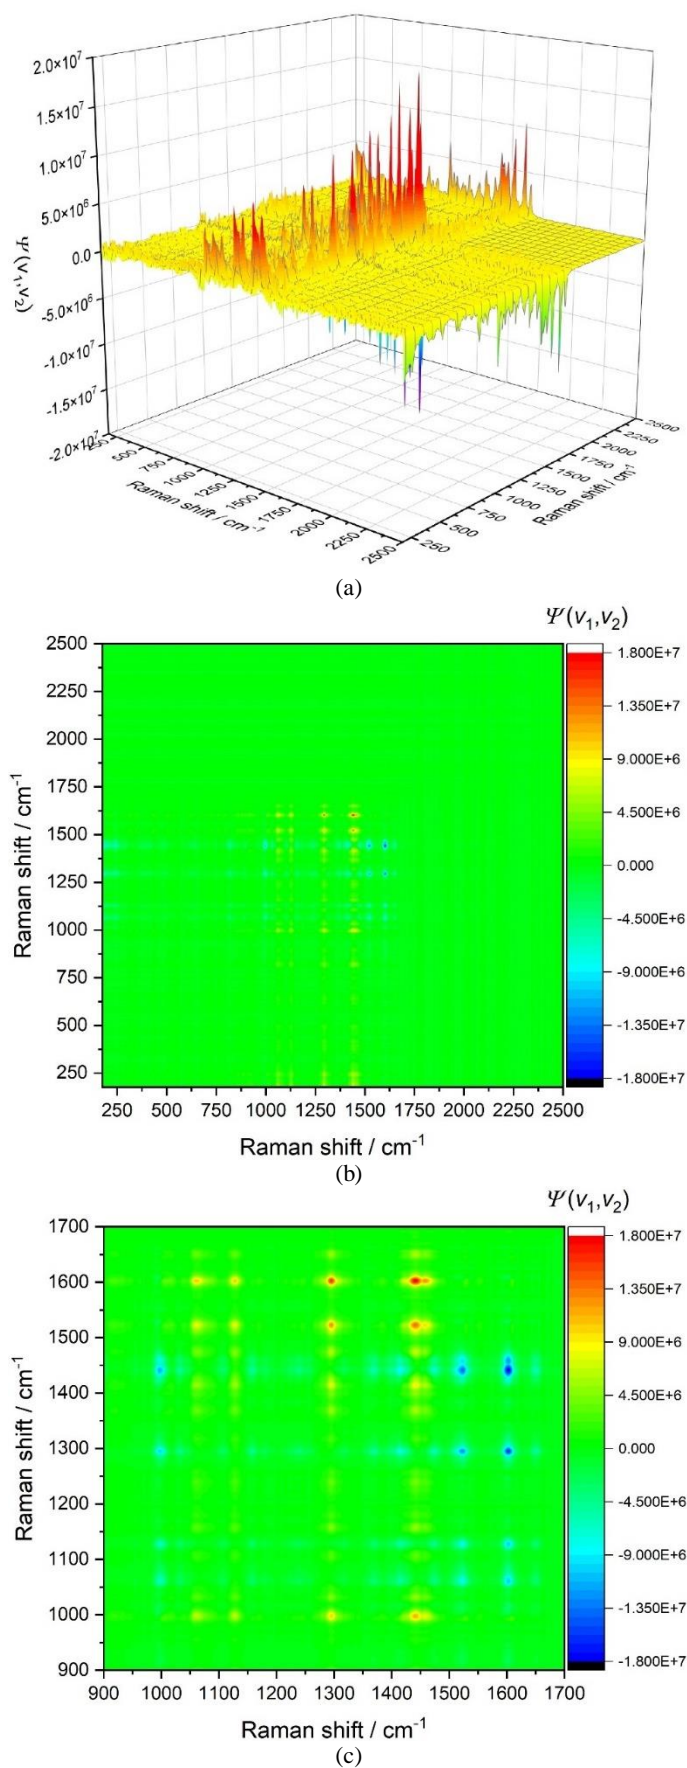 2.0×10⁷
1.5×10⁷
1.0×10⁷
5.0×10⁶
0.0
-5.0×10⁶
-1.0×10⁷
-1.5×10⁷
-2.0×10⁷
Ψ (ν₁,ν₂)
250 500 750 1000 1250 1500 1750 2000 2250 2500
Raman shift / cm⁻¹
250 500 750 1000 1250 1500 1750 2000 2250 2500
Raman shift / cm⁻¹
(a)
Ψ(ν₁,ν₂)
2500
2250
2000
1750
1500
1250
1000
750
500
250
Raman shift / cm⁻¹
250 500 750 1000 1250 1500 1750 2000 2250 2500
Raman shift / cm⁻¹
1.800E+7
1.350E+7
9.000E+6
4.500E+6
0.000
-4.500E+6
-9.000E+6
-1.350E+7
-1.800E+7
(b)
Ψ(ν₁,ν₂)
1700
1600
1500
1400
1300
1200
1100
1000
900
Raman shift / cm⁻¹
900 1000 1100 1200 1300 1400 1500 1600 1700
Raman shift / cm⁻¹
1.800E+7
1.350E+7
9.000E+6
4.500E+6
0.000
-4.500E+6
-9.000E+6
-1.350E+7
-1.800E+7
(c)